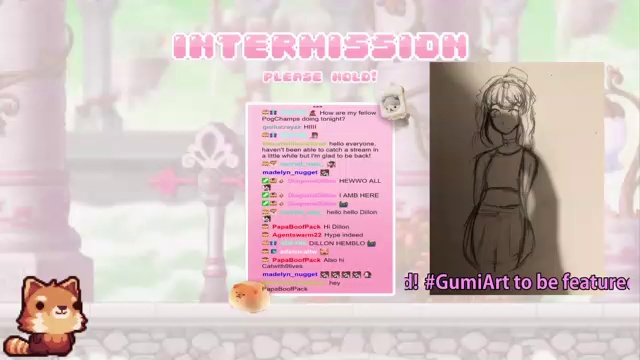 INTERMISSION
PLEASE HOLD!
How are my fellow
PogChamps doing tonight?
HIIII
hello everyone,
haven't been able to catch a stream in
a little while but I'm glad to be back!
madelyn_nugget
HEWWO ALL
I AMB HERE
hello hello Dillon
PapaBoofPack Hi Dillon
Agentswarm22 Hype indeed
DILLON HEMBLO
PapaBoofPack Also hi
Catwith9lives
madelyn_nugget
hey
PapaBoofPack
d! #GumiArt to be featured